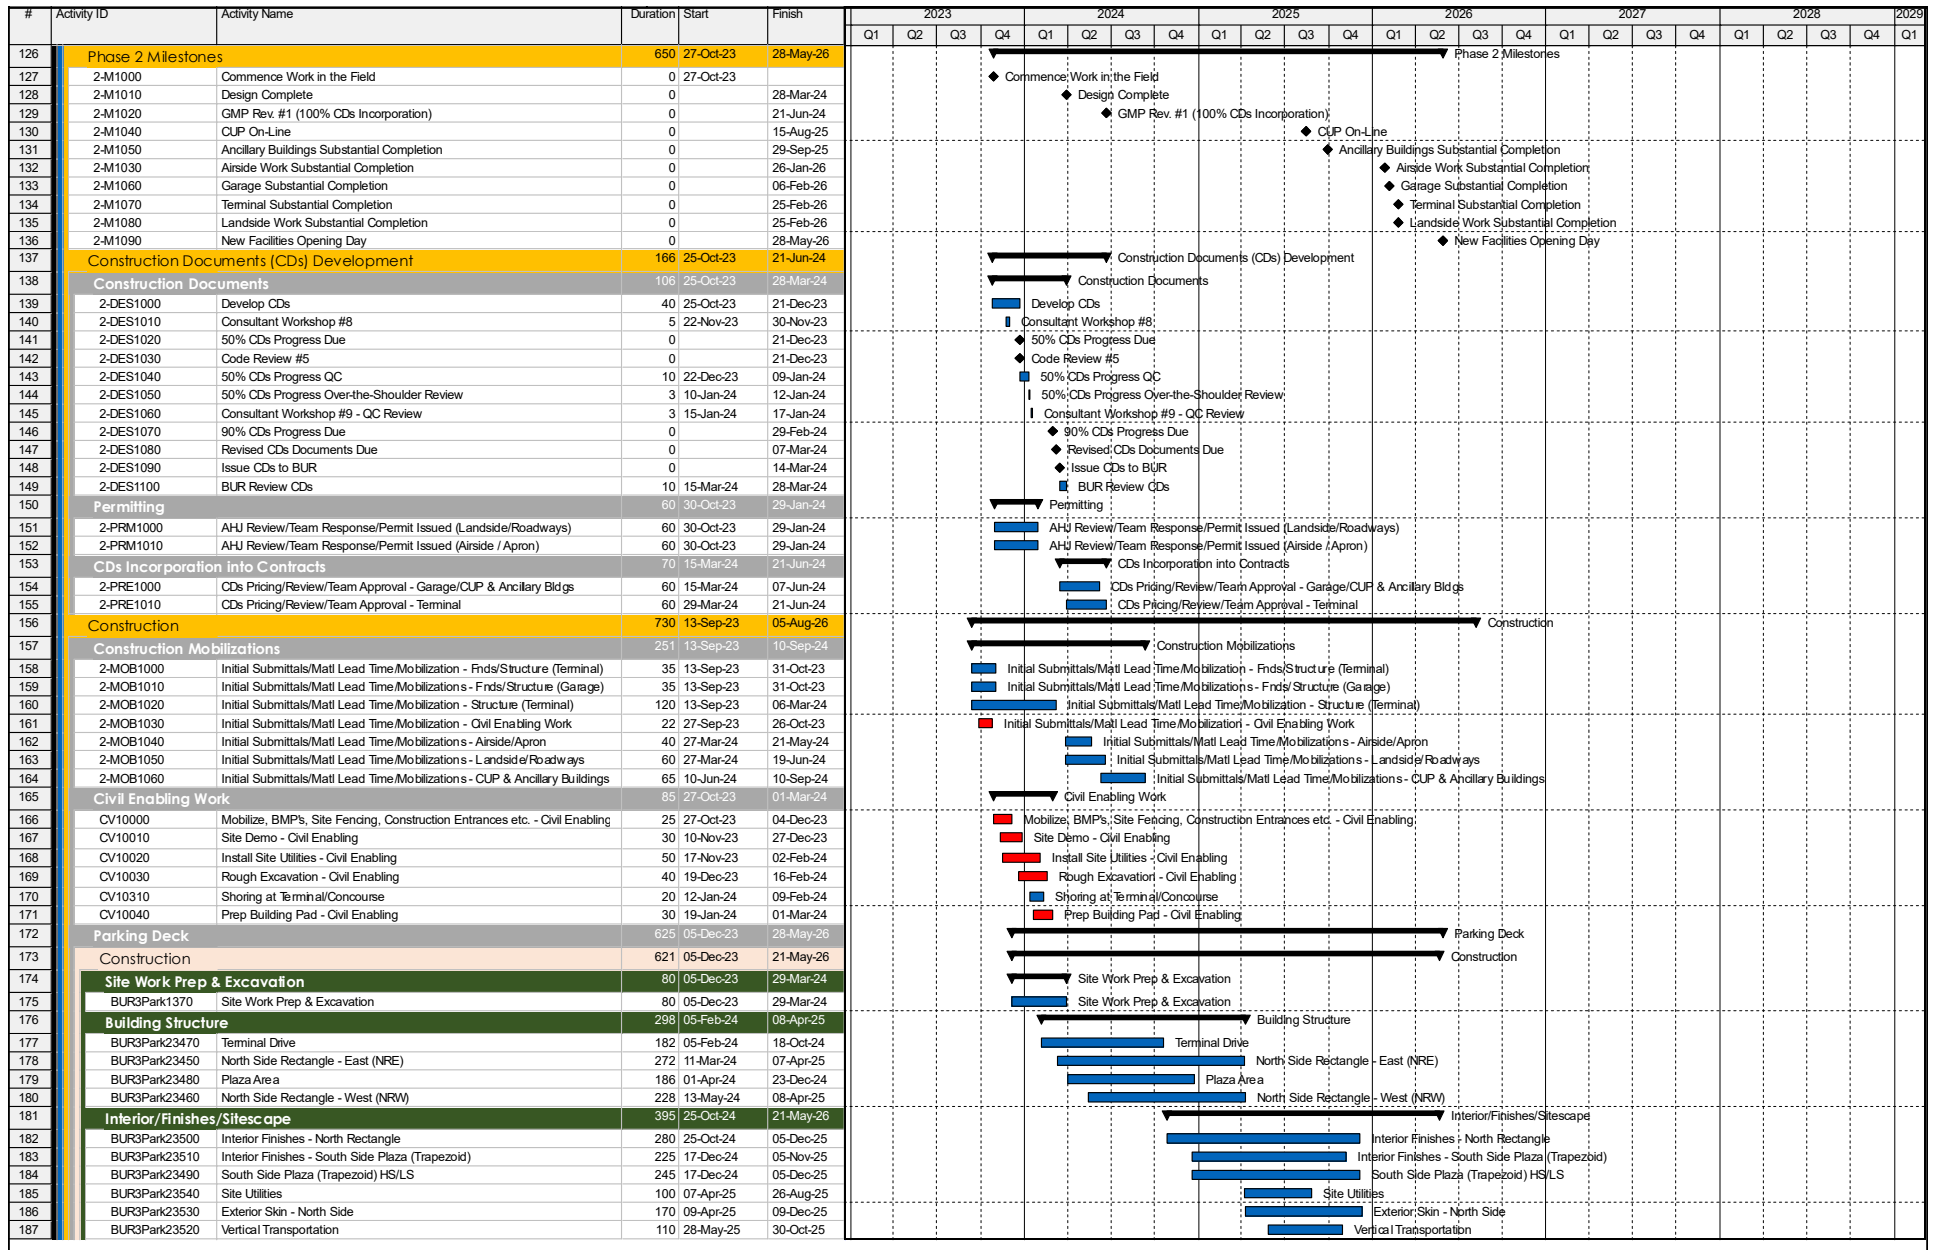 # Activity ID Activity Name Duration Start Finish 2023 2024 2025 2026 2027 2028 2029
Q1 Q2 Q3 Q4 Q1 Q2 Q3 Q4 Q1 Q2 Q3 Q4 Q1 Q2 Q3 Q4 Q1 Q2 Q3 Q4 Q1 Q2 Q3 Q4 Q1
126 Phase 2 Milestones 650 27-Oct-23 28-May-26 Phase 2 Milestones
127 2-M1000 Commence Work in the Field 0 27-Oct-23 Commence Work in the Field
128 2-M1010 Design Complete 0 28-Mar-24 Design Complete
129 2-M1020 GMP Rev. #1 (100% CDs Incorporation) 0 21-Jun-24 GMP Rev. #1 (100% CDs Incorporation)
130 2-M1040 CUP On-Line 0 15-Aug-25 CUP On-Line
131 2-M1050 Ancillary Buildings Substantial Completion 0 29-Sep-25 Ancillary Buildings Substantial Completion
132 2-M1030 Airside Work Substantial Completion 0 26-Jan-26 Airside Work Substantial Completion
133 2-M1060 Garage Substantial Completion 0 06-Feb-26 Garage Substantial Completion
134 2-M1070 Terminal Substantial Completion 0 25-Feb-26 Terminal Substantial Completion
135 2-M1080 Landside Work Substantial Completion 0 25-Feb-26 Landside Work Substantial Completion
136 2-M1090 New Facilities Opening Day 0 28-May-26 New Facilities Opening Day
137 Construction Documents (CDs) Development 166 25-Oct-23 21-Jun-24 Construction Documents (CDs) Development
138 Construction Documents 106 25-Oct-23 28-Mar-24 Construction Documents
139 2-DES1000 Develop CDs 40 25-Oct-23 21-Dec-23 Develop CDs
140 2-DES1010 Consultant Workshop #8 5 22-Nov-23 30-Nov-23 Consultant Workshop #8
141 2-DES1020 50% CDs Progress Due 0 21-Dec-23 50% CDs Progress Due
142 2-DES1030 Code Review #5 0 21-Dec-23 Code Review #5
143 2-DES1040 50% CDs Progress QC 10 22-Dec-23 09-Jan-24 50% CDs Progress QC
144 2-DES1050 50% CDs Progress Over-the-Shoulder Review 3 10-Jan-24 12-Jan-24 50% CDs Progress Over-the-Shoulder Review
145 2-DES1060 Consultant Workshop #9 - QC Review 3 15-Jan-24 17-Jan-24 Consultant Workshop #9 - QC Review
146 2-DES1070 90% CDs Progress Due 0 29-Feb-24 90% CDs Progress Due
147 2-DES1080 Revised CDs Documents Due 0 07-Mar-24 Revised CDs Documents Due
148 2-DES1090 Issue CDs to BUR 0 14-Mar-24 Issue CDs to BUR
149 2-DES1100 BUR Review CDs 10 15-Mar-24 28-Mar-24 BUR Review CDs
150 Permitting 60 30-Oct-23 29-Jan-24 Permitting
151 2-PRM1000 AHJ Review/Team Response/Permit Issued (Landside/Roadways) 60 30-Oct-23 29-Jan-24 AHJ Review/Team Response/Permit Issued (Landside/Roadways)
152 2-PRM1010 AHJ Review/Team Response/Permit Issued (Airside / Apron) 60 30-Oct-23 29-Jan-24 AHJ Review/Team Response/Permit Issued (Airside / Apron)
153 CDs Incorporation into Contracts 70 15-Mar-24 21-Jun-24 CDs Incorporation into Contracts
154 2-PRE1000 CDs Pricing/Review/Team Approval - Garage/CUP & Ancillary Bldgs 60 15-Mar-24 07-Jun-24 CDs Pricing/Review/Team Approval - Garage/CUP & Ancillary Bldgs
155 2-PRE1010 CDs Pricing/Review/Team Approval - Terminal 60 29-Mar-24 21-Jun-24 CDs Pricing/Review/Team Approval - Terminal
156 Construction 730 13-Sep-23 05-Aug-26 Construction
157 Construction Mobilizations 251 13-Sep-23 10-Sep-24 Construction Mobilizations
158 2-MOB1000 Initial Submittals/Matl Lead Time/Mobilization - Fnds/Structure (Terminal) 35 13-Sep-23 31-Oct-23 Initial Submittals/Matl Lead Time/Mobilization - Fnds/Structure (Terminal)
159 2-MOB1010 Initial Submittals/Matl Lead Time/Mobilizations - Fnds/Structure (Garage) 35 13-Sep-23 31-Oct-23 Initial Submittals/Matl Lead Time/Mobilizations - Fnds/Structure (Garage)
160 2-MOB1020 Initial Submittals/Matl Lead Time/Mobilization - Structure (Terminal) 120 13-Sep-23 06-Mar-24 Initial Submittals/Matl Lead Time/Mobilization - Structure (Terminal)
161 2-MOB1030 Initial Submittals/Matl Lead Time/Mobilization - Civil Enabling Work 22 27-Sep-23 26-Oct-23 Initial Submittals/Matl Lead Time/Mobilization - Civil Enabling Work
162 2-MOB1040 Initial Submittals/Matl Lead Time/Mobilizations - Airside/Apron 40 27-Mar-24 21-May-24 Initial Submittals/Matl Lead Time/Mobilizations - Airside/Apron
163 2-MOB1050 Initial Submittals/Matl Lead Time/Mobilizations - Landside/Roadways 60 27-Mar-24 19-Jun-24 Initial Submittals/Matl Lead Time/Mobilizations - Landside/Roadways
164 2-MOB1060 Initial Submittals/Matl Lead Time/Mobilizations - CUP & Ancillary Buildings 65 10-Jun-24 10-Sep-24 Initial Submittals/Matl Lead Time/Mobilizations - CUP & Ancillary Buildings
165 Civil Enabling Work 85 27-Oct-23 01-Mar-24 Civil Enabling Work
166 CV10000 Mobilize, BMP's, Site Fencing, Construction Entrances etc. - Civil Enabling 25 27-Oct-23 04-Dec-23 Mobilize, BMP's, Site Fencing, Construction Entrances etc. - Civil Enabling
167 CV10010 Site Demo - Civil Enabling 30 10-Nov-23 27-Dec-23 Site Demo - Civil Enabling
168 CV10020 Install Site Utilities - Civil Enabling 50 17-Nov-23 02-Feb-24 Install Site Utilities - Civil Enabling
169 CV10030 Rough Excavation - Civil Enabling 40 19-Dec-23 16-Feb-24 Rough Excavation - Civil Enabling
170 CV10310 Shoring at Terminal/Concourse 20 12-Jan-24 09-Feb-24 Shoring at Terminal/Concourse
171 CV10040 Prep Building Pad - Civil Enabling 30 19-Jan-24 01-Mar-24 Prep Building Pad - Civil Enabling
172 Parking Deck 625 05-Dec-23 28-May-26 Parking Deck
173 Construction 621 05-Dec-23 21-May-26 Construction
174 Site Work Prep & Excavation 80 05-Dec-23 29-Mar-24 Site Work Prep & Excavation
175 BUR3Park1370 Site Work Prep & Excavation 80 05-Dec-23 29-Mar-24 Site Work Prep & Excavation
176 Building Structure 298 05-Feb-24 08-Apr-25 Building Structure
177 BUR3Park23470 Terminal Drive 182 05-Feb-24 18-Oct-24 Terminal Drive
178 BUR3Park23450 North Side Rectangle - East (NRE) 272 11-Mar-24 07-Apr-25 North Side Rectangle - East (NRE)
179 BUR3Park23480 Plaza Area 186 01-Apr-24 23-Dec-24 Plaza Area
180 BUR3Park23460 North Side Rectangle - West (NRW) 228 13-May-24 08-Apr-25 North Side Rectangle - West (NRW)
181 Interior/Finishes/Sitescape 395 25-Oct-24 21-May-26 Interior/Finishes/Sitescape
182 BUR3Park23500 Interior Finishes - North Rectangle 280 25-Oct-24 05-Dec-25 Interior Finishes - North Rectangle
183 BUR3Park23510 Interior Finishes - South Side Plaza (Trapezoid) 225 17-Dec-24 05-Nov-25 Interior Finishes - South Side Plaza (Trapezoid)
184 BUR3Park23490 South Side Plaza (Trapezoid) HS/LS 245 17-Dec-24 05-Dec-25 South Side Plaza (Trapezoid) HS/LS
185 BUR3Park23540 Site Utilities 100 07-Apr-25 26-Aug-25 Site Utilities
186 BUR3Park23530 Exterior Skin - North Side 170 09-Apr-25 09-Dec-25 Exterior Skin - North Side
187 BUR3Park23520 Vertical Transportation 110 28-May-25 30-Oct-25 Vertical Transportation